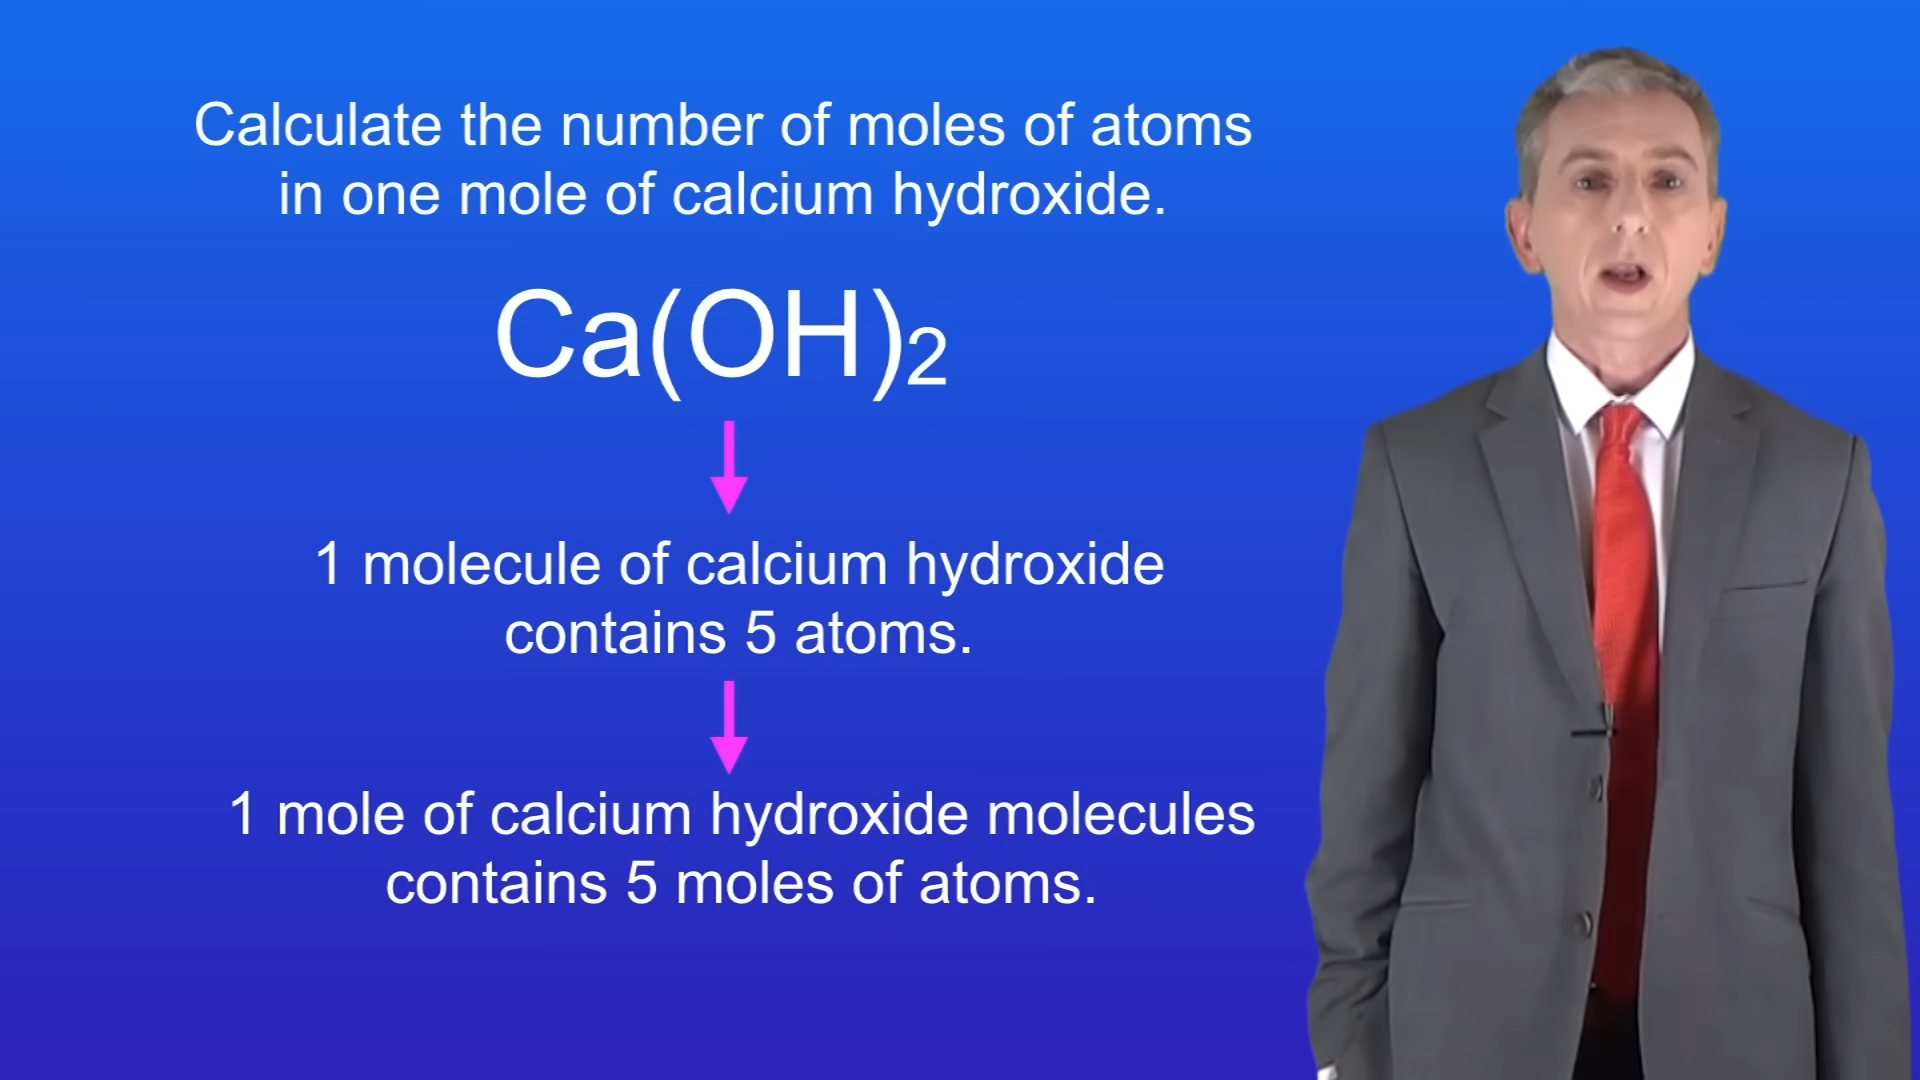 Calculate the number of moles of atoms
in one mole of calcium hydroxide.
Ca(OH)₂
1 molecule of calcium hydroxide
contains 5 atoms.
1 mole of calcium hydroxide molecules
contains 5 moles of atoms.